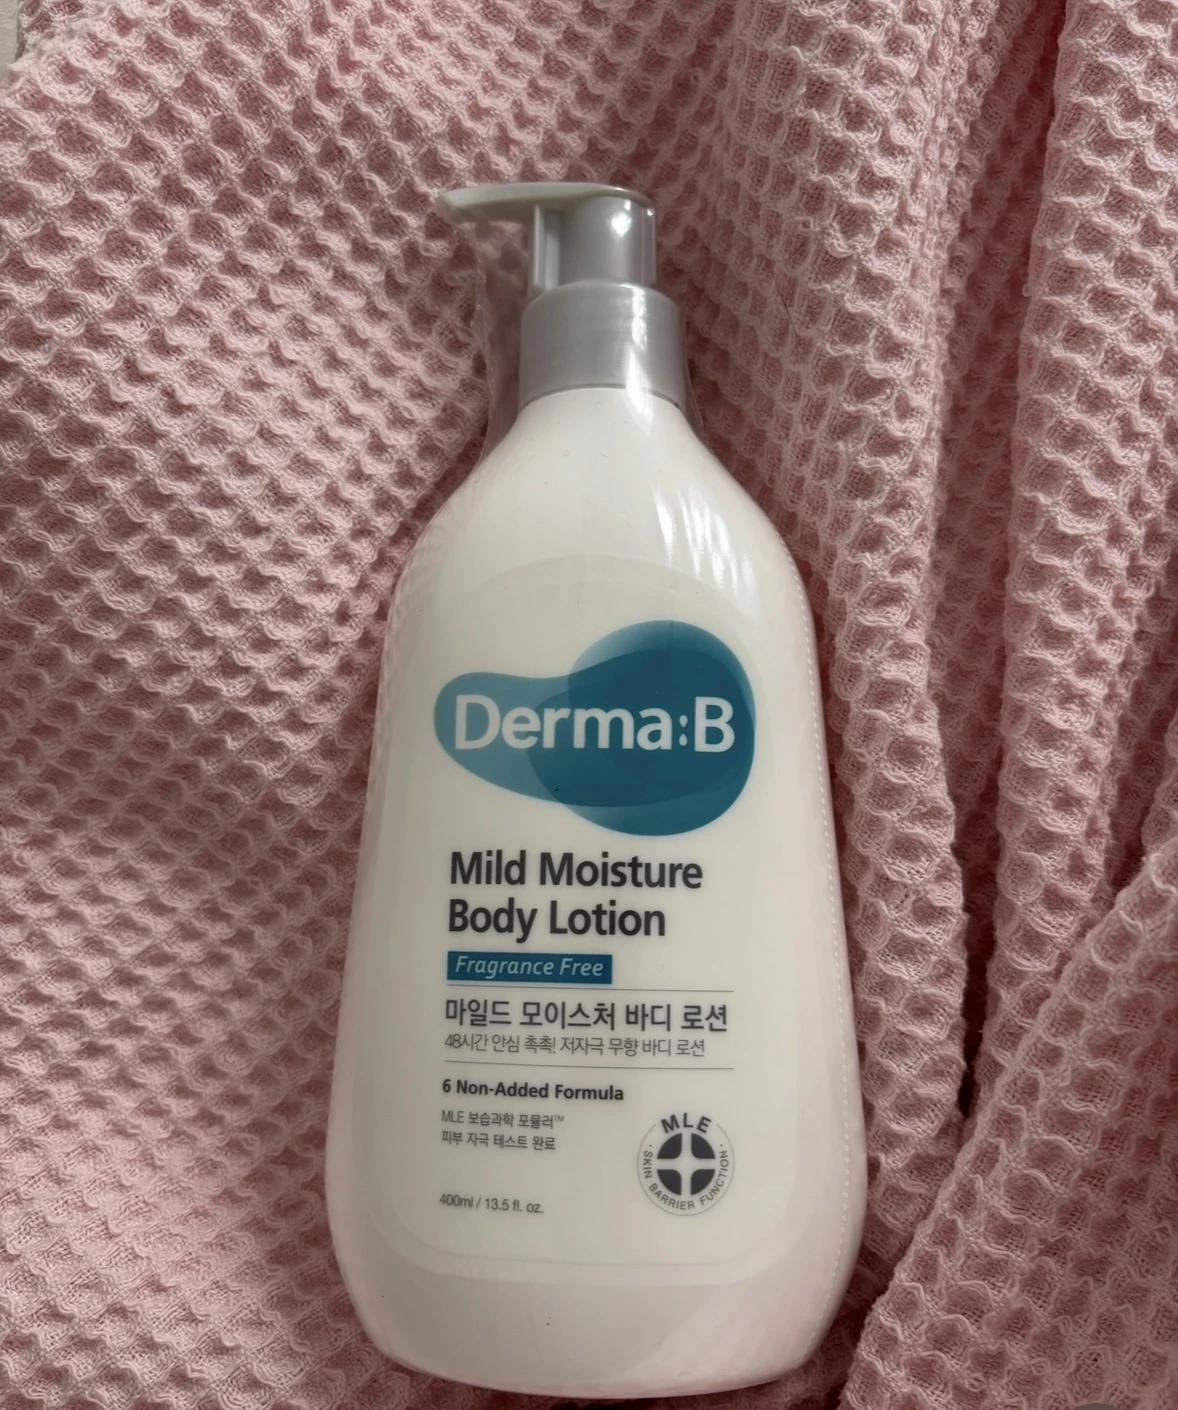 Derma:B
Mild Moisture
Body Lotion
Fragrance Free
마일드 모이스처 바디 로션
48시간 안심 촉촉! 저자극 무향 바디 로션
6 Non-Added Formula
MLE 보습과학 포뮬러™
피부 자극 테스트 완료
400ml / 13.5 fl. oz.
MLE
· SKIN BARRIER FUNCTION ·